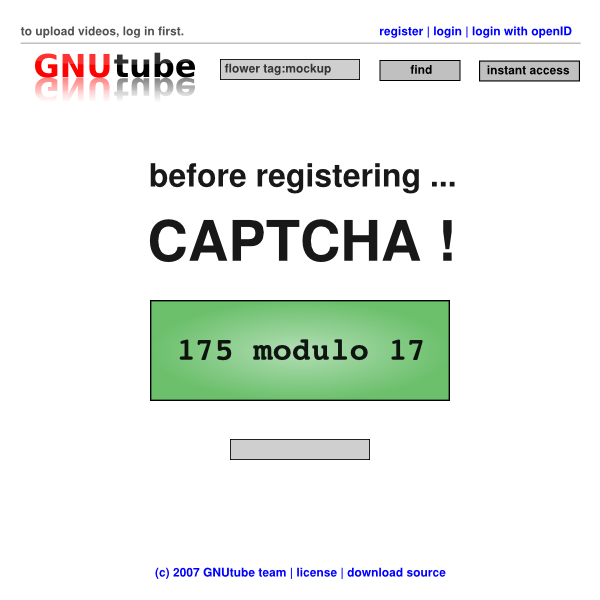 to upload videos, log in first.
register | login | login with openID
GNUtube
flower tag:mockup
find
instant access
before registering ...
CAPTCHA !
175 modulo 17
(c) 2007 GNUtube team | license | download source